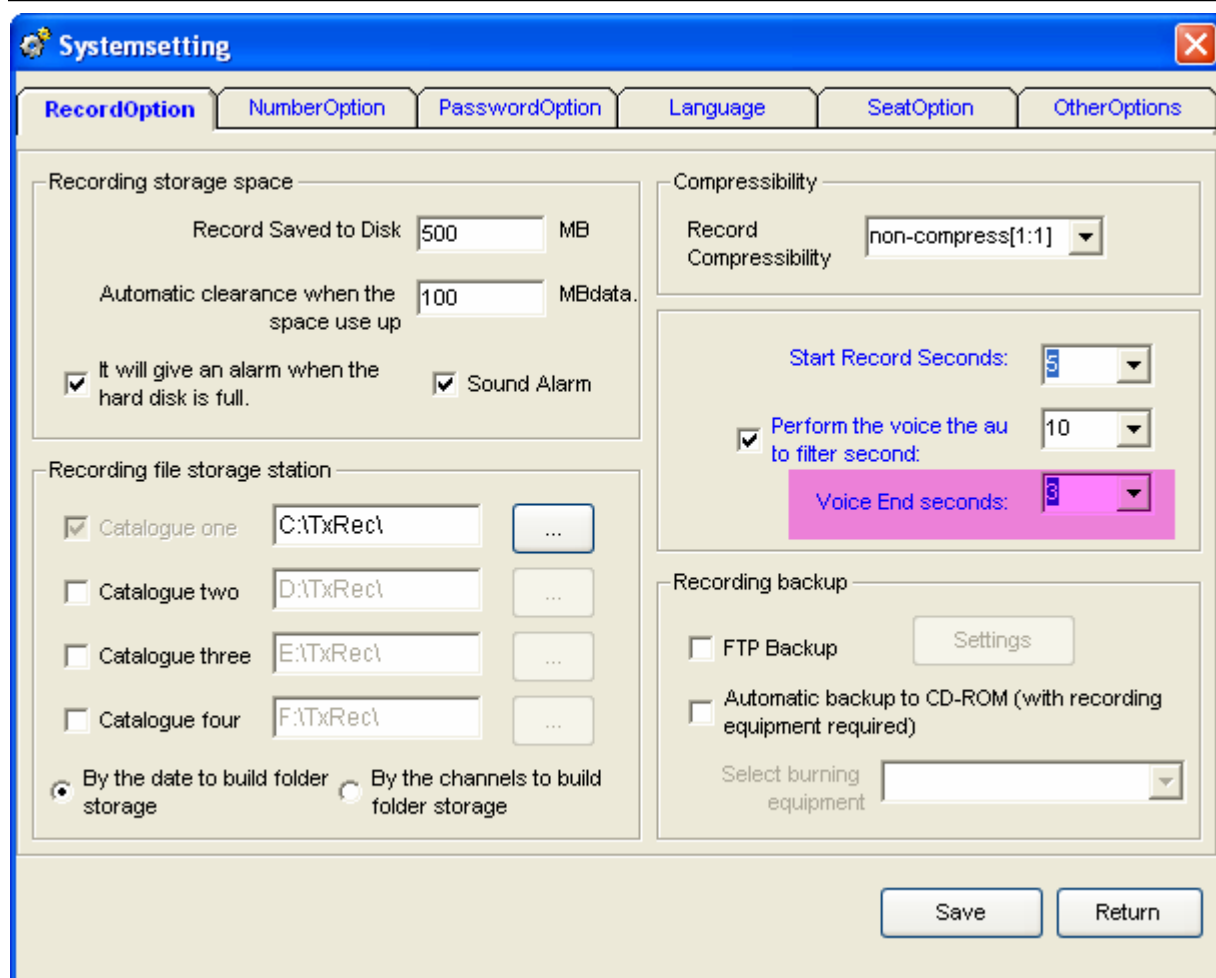 Systemsetting
RecordOption
NumberOption
PasswordOption
Language
SeatOption
OtherOptions
Recording storage space
Record Saved to Disk
500
MB
Automatic clearance when the
space use up
100
MBdata.
It will give an alarm when the
hard disk is full.
Sound Alarm
Recording file storage station
Catalogue one
C:\TxRec\
...
Catalogue two
D:\TxRec\
...
Catalogue three
E:\TxRec\
...
Catalogue four
F:\TxRec\
...
By the date to build folder
storage
By the channels to build
folder storage
Compressibility
Record
Compressibility
non-compress[1:1]
Start Record Seconds:
5
Perform the voice the au
to filter second:
10
Voice End seconds:
3
Recording backup
FTP Backup
Settings
Automatic backup to CD-ROM (with recording
equipment required)
Select burning
equipment
Save
Return